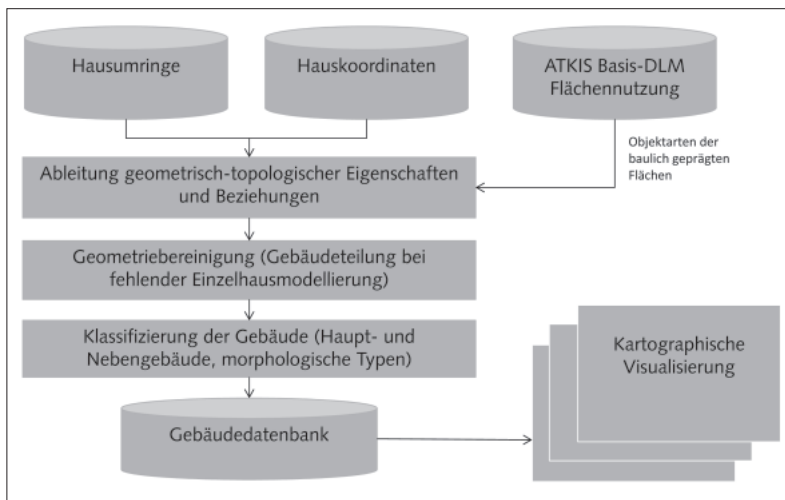 Hausumringe
Hauskoordinaten
ATKIS Basis-DLM
Flächennutzung
Objektarten der
baulich geprägten
Flächen
Ableitung geometrisch-topologischer Eigenschaften
und Beziehungen
Geometriebereinigung (Gebäudeteilung bei
fehlender Einzelhausmodellierung)
Klassifizierung der Gebäude (Haupt- und
Nebengebäude, morphologische Typen)
Gebäudedatenbank
Kartographische
Visualisierung